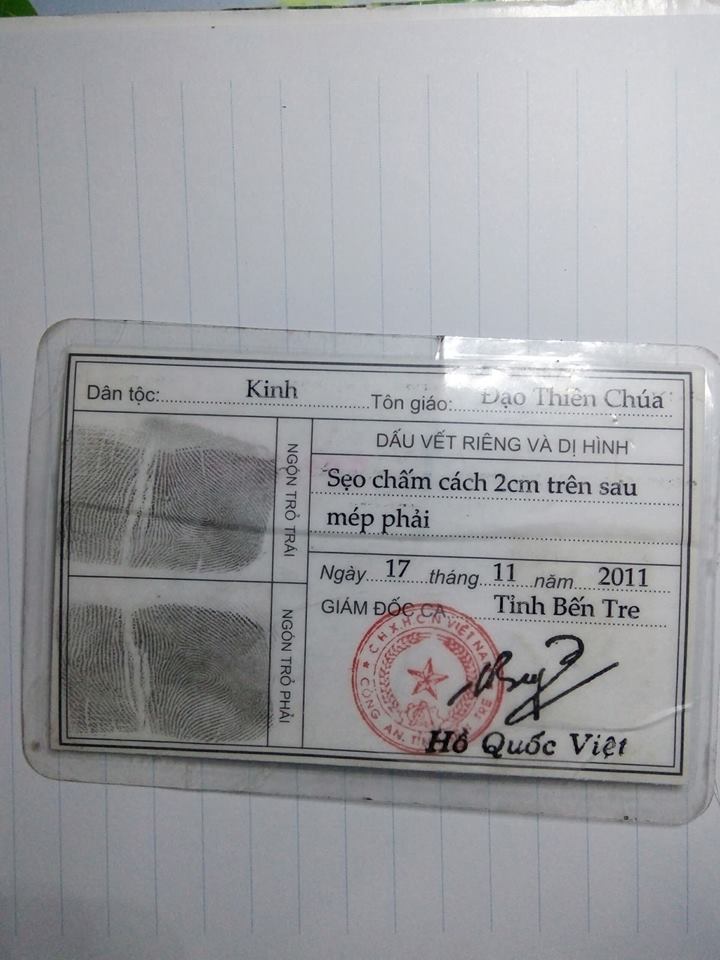 Dân tộc: Kinh Tôn giáo: Đạo Thiên Chúa
NGÓN TRỎ TRÁI
NGÓN TRỎ PHẢI
DẤU VẾT RIÊNG VÀ DỊ HÌNH
Sẹo chấm cách 2cm trên sau
mép phải
Ngày 17 tháng 11 năm 2011
GIÁM ĐỐC CA Tỉnh Bến Tre
C.H.X.H.C.N VIỆT NAM
CÔNG AN TỈNH BẾN TRE
Hồ Quốc Việt